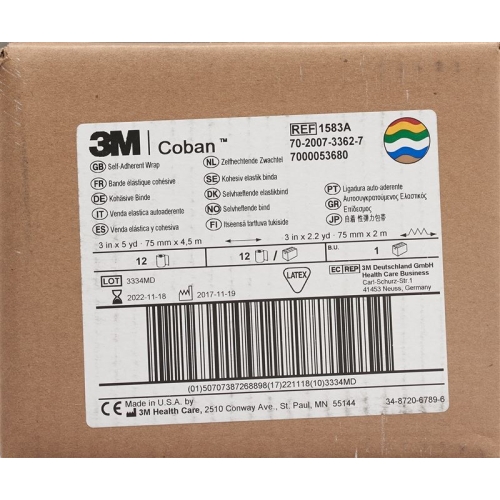 3M | Coban™
REF 1583A
70-2007-3362-7
7000053680
GB Self-Adherent Wrap
FR Bande élastique cohésive
DE Kohäsive Binde
IT Venda elastica autoaderente
ES Venda elástica y cohesiva
NL Zelfhechtende Zwachtel
SE Kohesiv elastik binda
DK Selvhæftende elastikbind
NO Selvheftende bind
FI Itseensä tarttuva tukiside
PT Ligadura auto-aderente
GR Αυτοσυγκρατούμενος Ελαστικός
Επίδεσμος
JP 自着性弾力包帯
3 in x 5 yd · 75 mm x 4,5 m
3 in x 2.2 yd · 75 mm x 2 m
12
12 /
B.U.
1
LOT 3334MD
2022-11-18
2017-11-19
LATEX
EC REP 3M Deutschland GmbH
Health Care Business
Carl-Schurz-Str.1
41453 Neuss, Germany
(01)50707387268898(17)221118(10)3334MD
CE Made in U.S.A. by
3M Health Care, 2510 Conway Ave., St. Paul, MN 55144
34-8720-6789-6